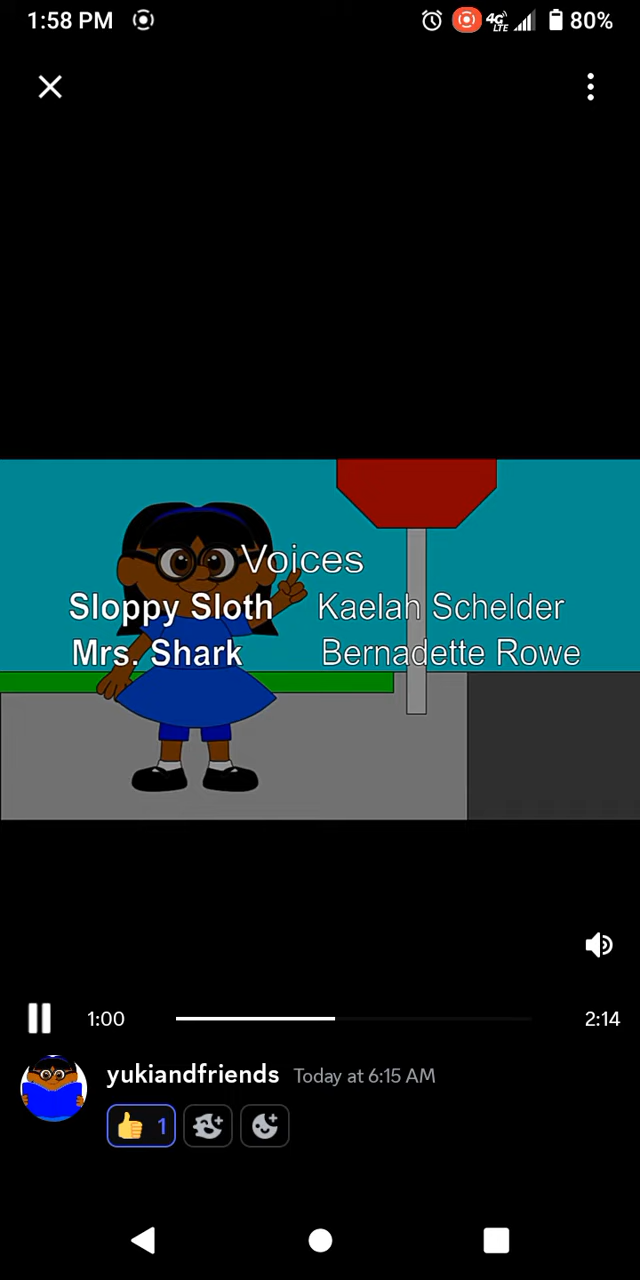 1:58 PM 4G LTE 80%
Voices
Sloppy Sloth Kaelah Schelder
Mrs. Shark Bernadette Rowe
1:00 2:14
yukiandfriends Today at 6:15 AM
1